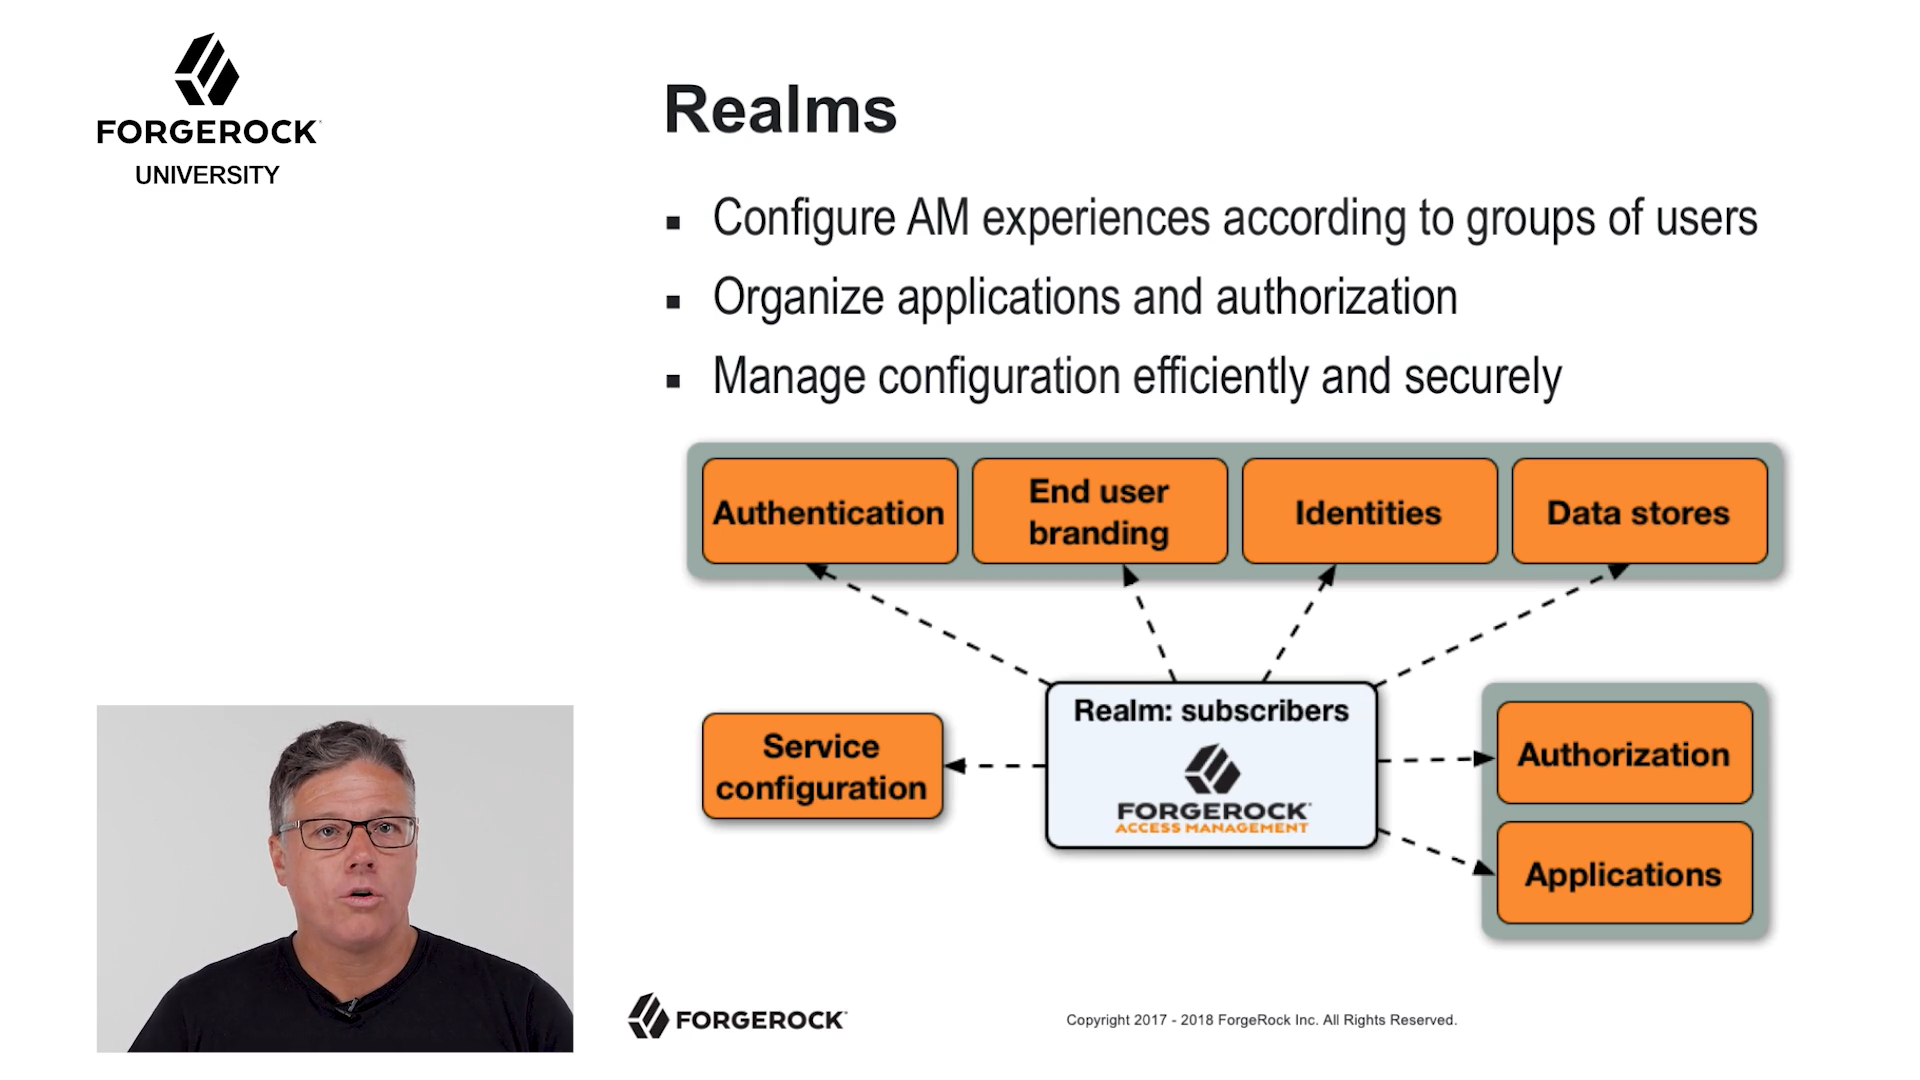 FORGEROCK
UNIVERSITY
Realms
Configure AM experiences according to groups of users
Organize applications and authorization
Manage configuration efficiently and securely
Authentication
End user
branding
Identities
Data stores
Service
configuration
Realm: subscribers
FORGEROCK
ACCESS MANAGEMENT
Authorization
Applications
FORGEROCK
Copyright 2017 - 2018 ForgeRock Inc. All Rights Reserved.